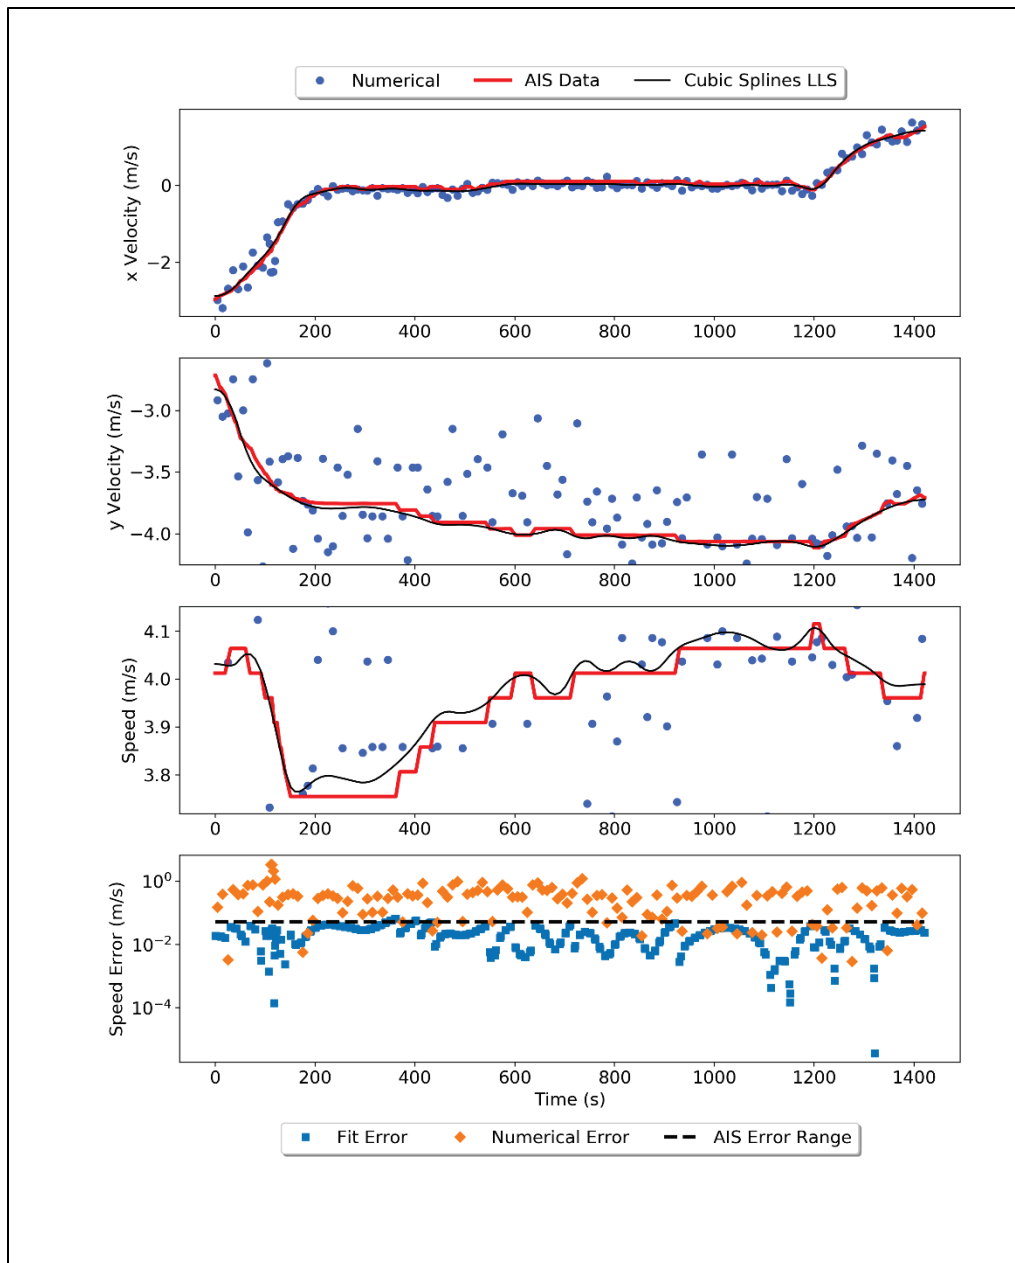 Numerical AIS Data Cubic Splines LLS
x Velocity (m/s)
0
−2
0 200 400 600 800 1000 1200 1400
y Velocity (m/s)
−3.0
−3.5
−4.0
0 200 400 600 800 1000 1200 1400
Speed (m/s)
4.1
4.0
3.9
3.8
0 200 400 600 800 1000 1200 1400
Speed Error (m/s)
10⁰
10⁻²
10⁻⁴
0 200 400 600 800 1000 1200 1400
Time (s)
Fit Error Numerical Error AIS Error Range